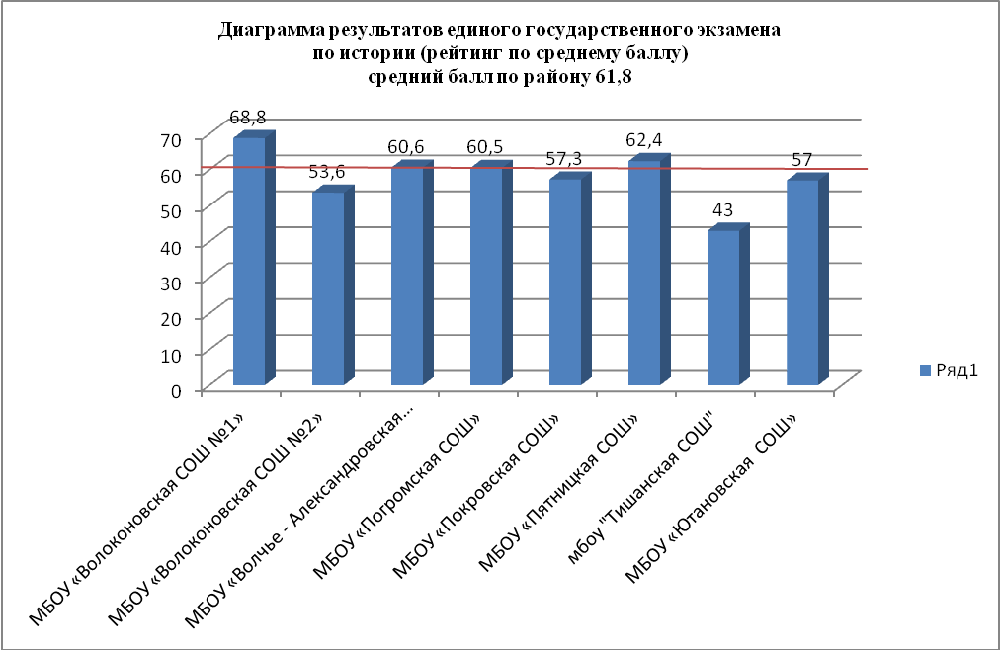 Диаграмма результатов единого государственного экзамена
по истории (рейтинг по среднему баллу)
средний балл по району 61,8
68,8
53,6
60,6
60,5
57,3
62,4
43
57
70
60
50
40
30
20
10
0
МБОУ «Волоконовская СОШ №1»
МБОУ «Волоконовская СОШ №2»
МБОУ «Волчье - Александровская...
МБОУ «Погромская СОШ»
МБОУ «Покровская СОШ»
МБОУ «Пятницкая СОШ»
мбоу "Тишанская СОШ"
МБОУ «Ютановская СОШ»
Ряд1